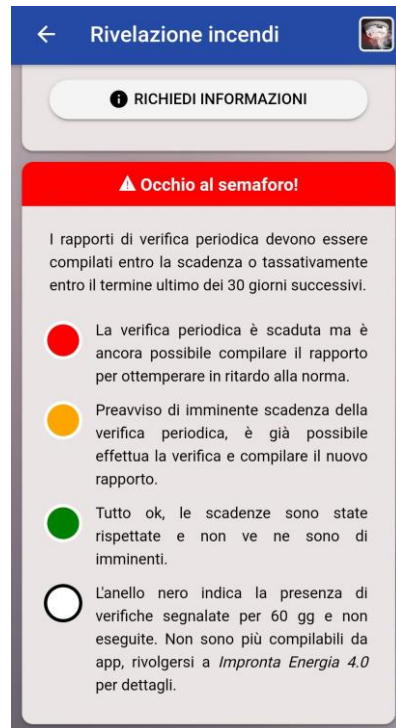 Rivelazione incendi
RICHIEDI INFORMAZIONI
Occhio al semaforo!
I rapporti di verifica periodica devono essere
compilati entro la scadenza o tassativamente
entro il termine ultimo dei 30 giorni successivi.
La verifica periodica è scaduta ma è
ancora possibile compilare il rapporto
per ottemperare in ritardo alla norma.
Preavviso di imminente scadenza della
verifica periodica, è già possibile
effettua la verifica e compilare il nuovo
rapporto.
Tutto ok, le scadenze sono state
rispettate e non ve ne sono di
imminenti.
L'anello nero indica la presenza di
verifiche segnalate per 60 gg e non
eseguite. Non sono più compilabili da
app, rivolgersi a Impronta Energia 4.0
per dettagli.